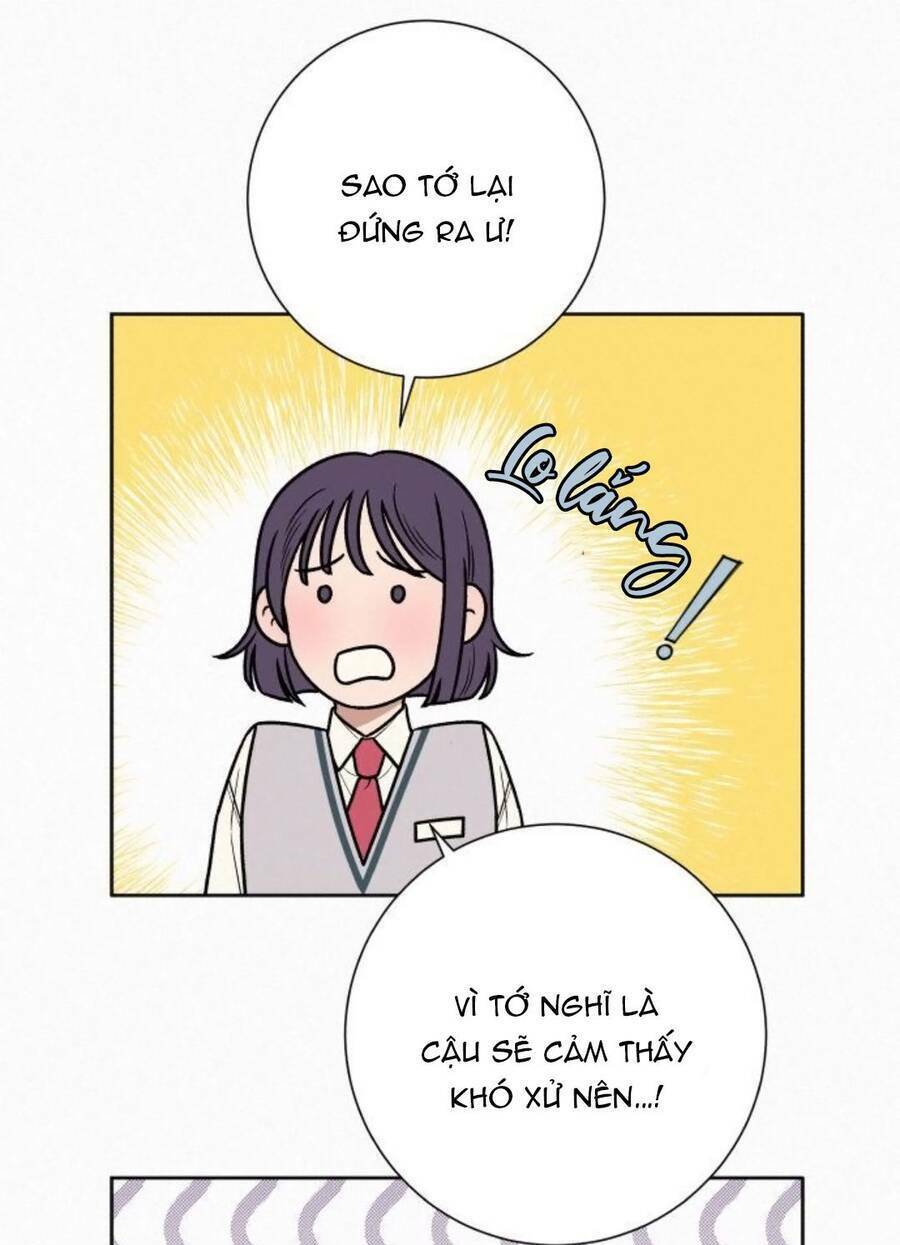 SAO TỚ LẠI
ĐỨNG RA Ư!
Lo lắng!
VÌ TỚ NGHĨ LÀ
CẬU SẼ CẢM THẤY
KHÓ XỬ NÊN...!